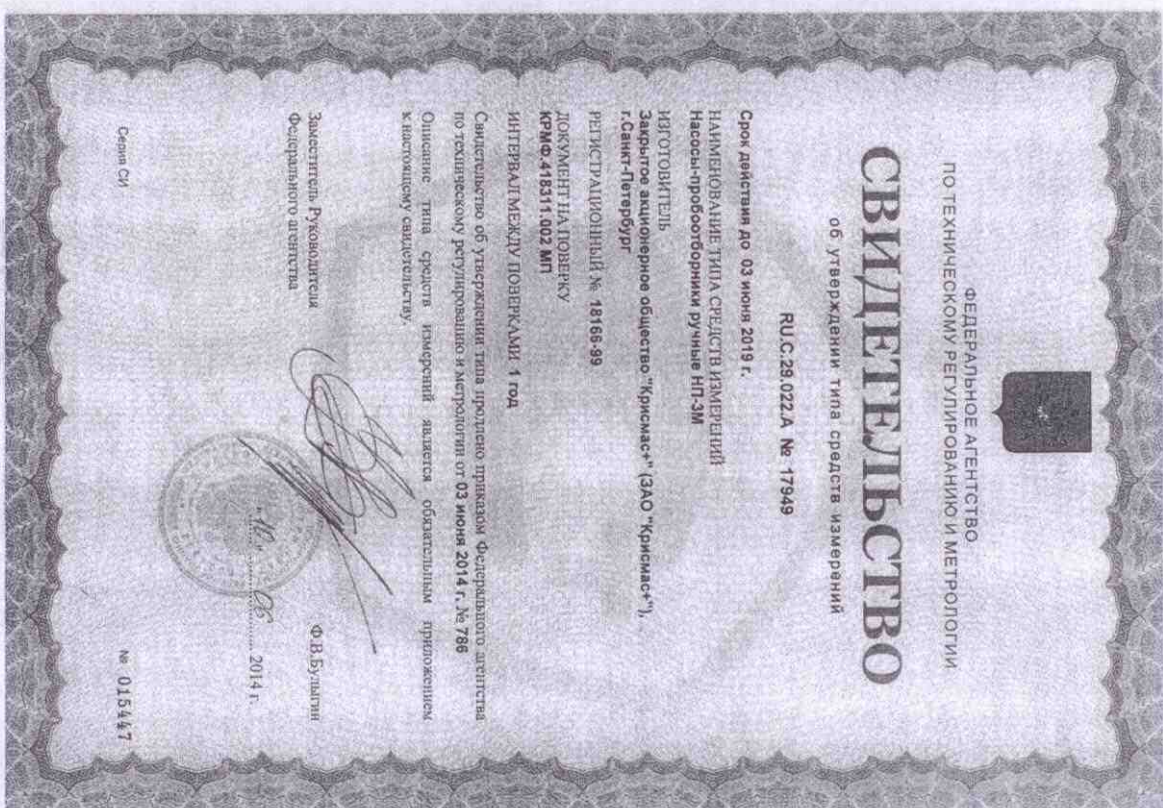 ФЕДЕРАЛЬНОЕ АГЕНТСТВО
ПО ТЕХНИЧЕСКОМУ РЕГУЛИРОВАНИЮ И МЕТРОЛОГИИ
СВИДЕТЕЛЬСТВО
об утверждении типа средств измерений
RU.C.29.022.A № 17949
Срок действия до 03 июня 2019 г.
НАИМЕНОВАНИЕ ТИПА СРЕДСТВ ИЗМЕРЕНИЙ
Насосы-пробоотборники ручные НП-3М
ИЗГОТОВИТЕЛЬ
Закрытое акционерное общество "Крисмас+" (ЗАО "Крисмас+"),
г.Санкт-Петербург
РЕГИСТРАЦИОННЫЙ № 18166-99
ДОКУМЕНТ НА ПОВЕРКУ
КРМФ.418311.002 МП
ИНТЕРВАЛ МЕЖДУ ПОВЕРКАМИ 1 год
Свидетельство об утверждении типа продлено приказом Федерального агентства
по техническому регулированию и метрологии от 03 июня 2014 г. № 786
Описание типа средств измерений является обязательным приложением
к настоящему свидетельству.
Заместитель Руководителя
Федерального агентства
Ф.В.Булыгин
"10" 06 2014 г.
Серия СИ
№ 015447